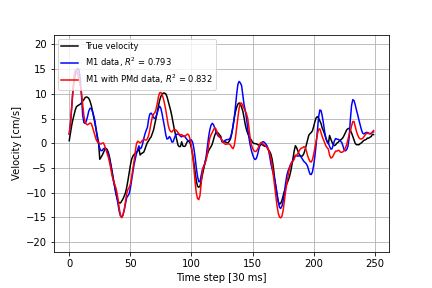 True velocity
M1 data, R² = 0.793
M1 with PMd data, R² = 0.832
20
15
10
5
0
−5
−10
−15
−20
Velocity [cm/s]
0 50 100 150 200 250
Time step [30 ms]